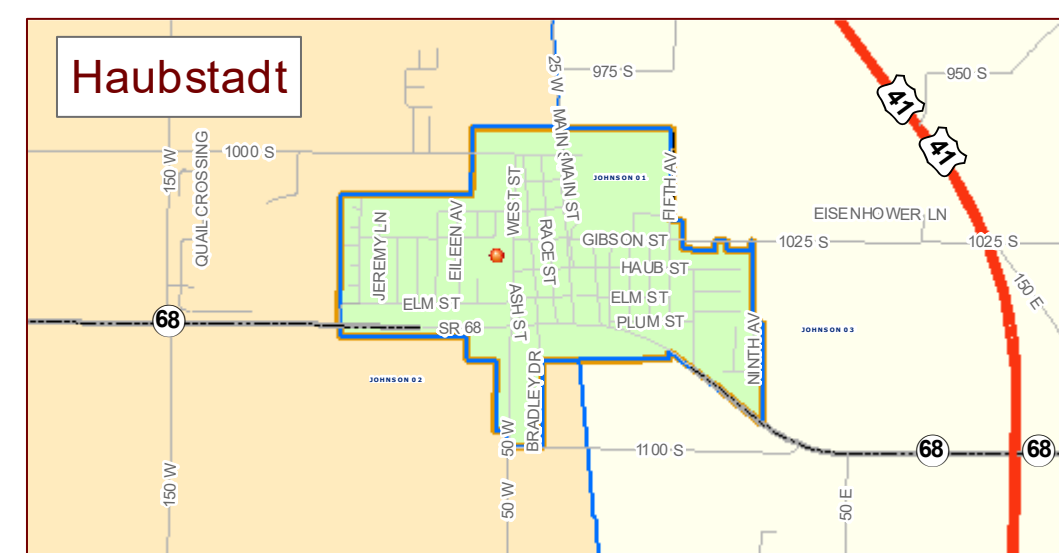 Haubstadt
25 W
975 S
950 S
41
41
MAIN S
MAIN ST
1000 S
150 W
QUAIL CROSSING
WEST ST
FIFTH AV
JOHNSON 01
EISENHOWER LN
JEREMY LN
EILEEN AV
RACE ST
GIBSON ST
1025 S
1025 S
HAUB ST
150 E
ELM ST
ASH ST
ELM ST
68
SR 68
PLUM ST
JOHNSON 03
NINTH AV
JOHNSON 02
BRADLEY DR
50 W
1100 S
68
68
150 W
50 W
50 E